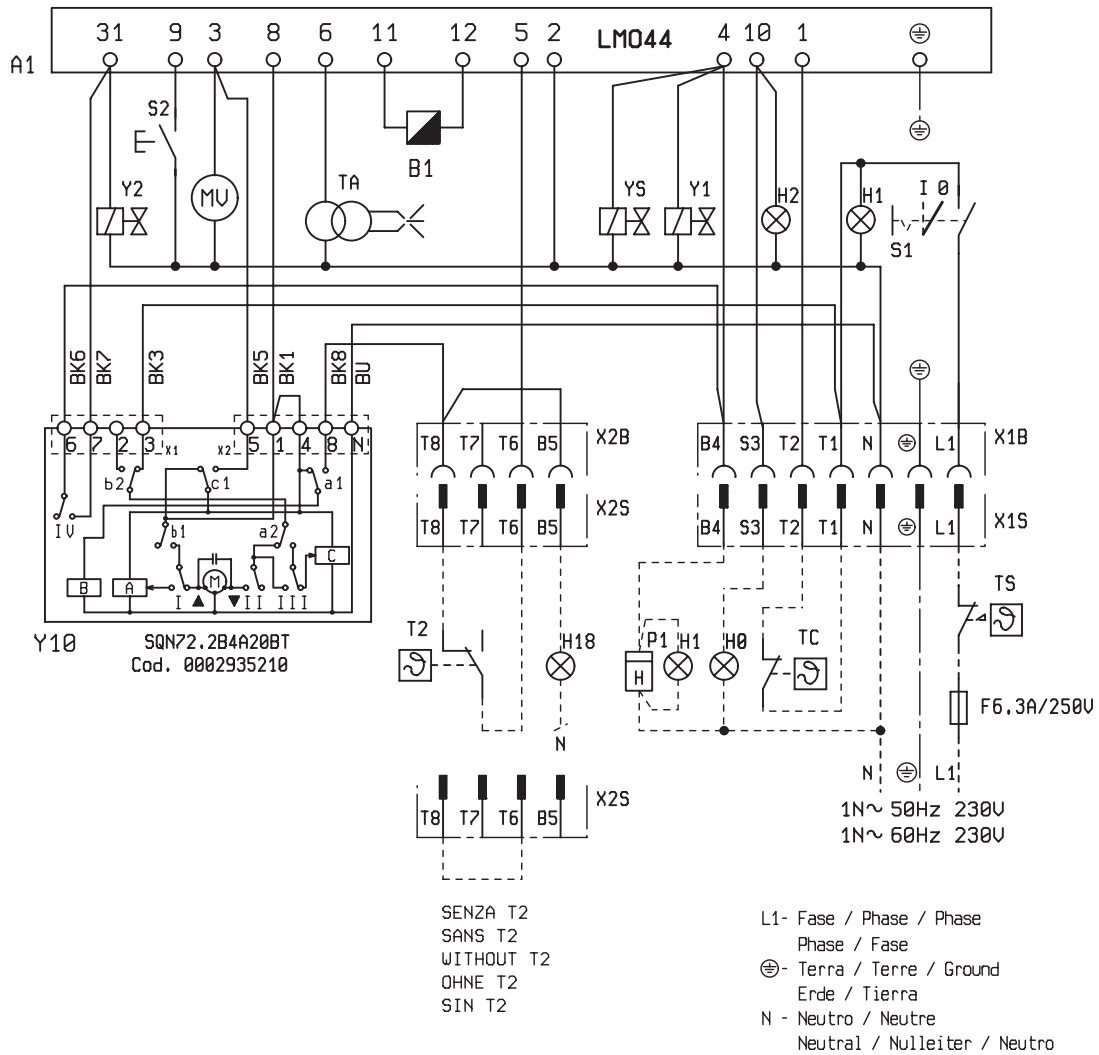 31 9 3 8 6 11 12 5 2 LMO44 4 10 1
A1
S2
B1
Y2 MV TA YS Y1 H2 H1 I 0
S1
BK6 BK7 BK3 BK5 BK1 BK8 BU
6 7 2 3 X1 X2 5 1 4 8 N
b2 c1 a1
IV b1 a2
B A I M II III C
Y10
SQN72.2B4A20BT
Cod. 0002935210
T8 T7 T6 B5 X2B
T8 T7 T6 B5 X2S
B4 S3 T2 T1 N L1 X1B
B4 S3 T2 T1 N L1 X1S
T2 H18
N
P1 H1 H0 TC TS
H
F6.3A/250V
N L1
1N~ 50Hz 230V
1N~ 60Hz 230V
T8 T7 T6 B5 X2S
SENZA T2
SANS T2
WITHOUT T2
OHNE T2
SIN T2
L1- Fase / Phase / Phase
Phase / Fase
- Terra / Terre / Ground
Erde / Tierra
N - Neutro / Neutre
Neutral / Nulleiter / Neutro